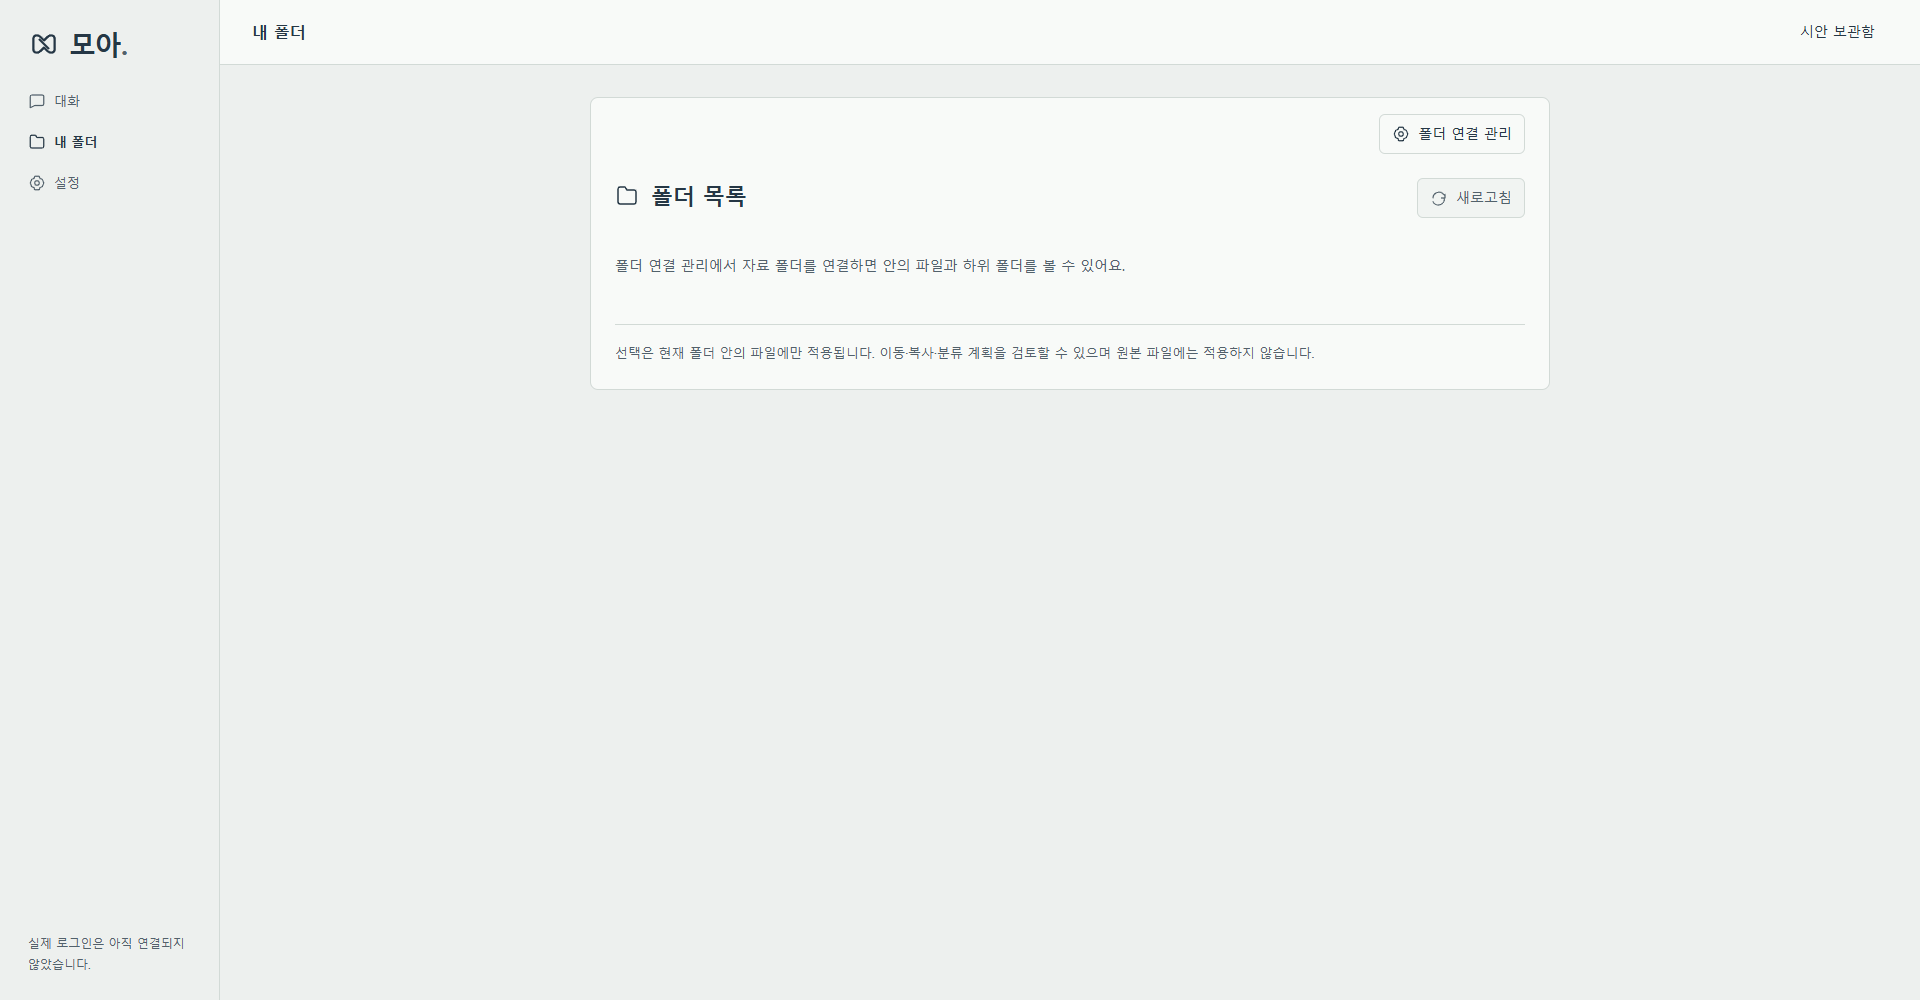 모아.
대화
내 폴더
설정
실제 로그인은 아직 연결되지
않았습니다.
내 폴더
시안 보관함
폴더 연결 관리
폴더 목록
새로고침
폴더 연결 관리에서 자료 폴더를 연결하면 안의 파일과 하위 폴더를 볼 수 있어요.
선택은 현재 폴더 안의 파일에만 적용됩니다. 이동·복사·분류 계획을 검토할 수 있으며 원본 파일에는 적용하지 않습니다.